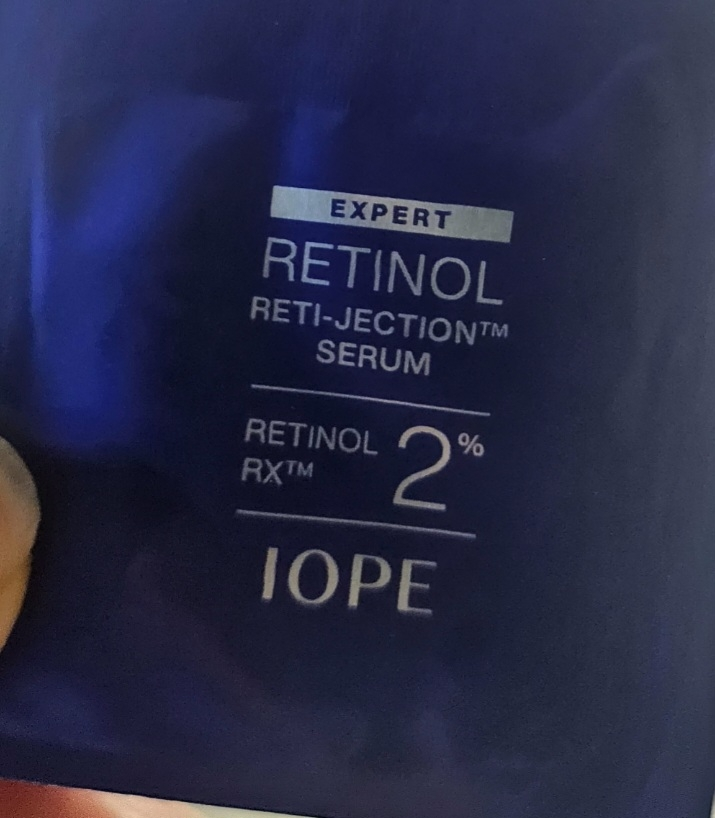 EXPERT
RETINOL
RETI-JECTION™
SERUM
RETINOL
RX™
2%
IOPE